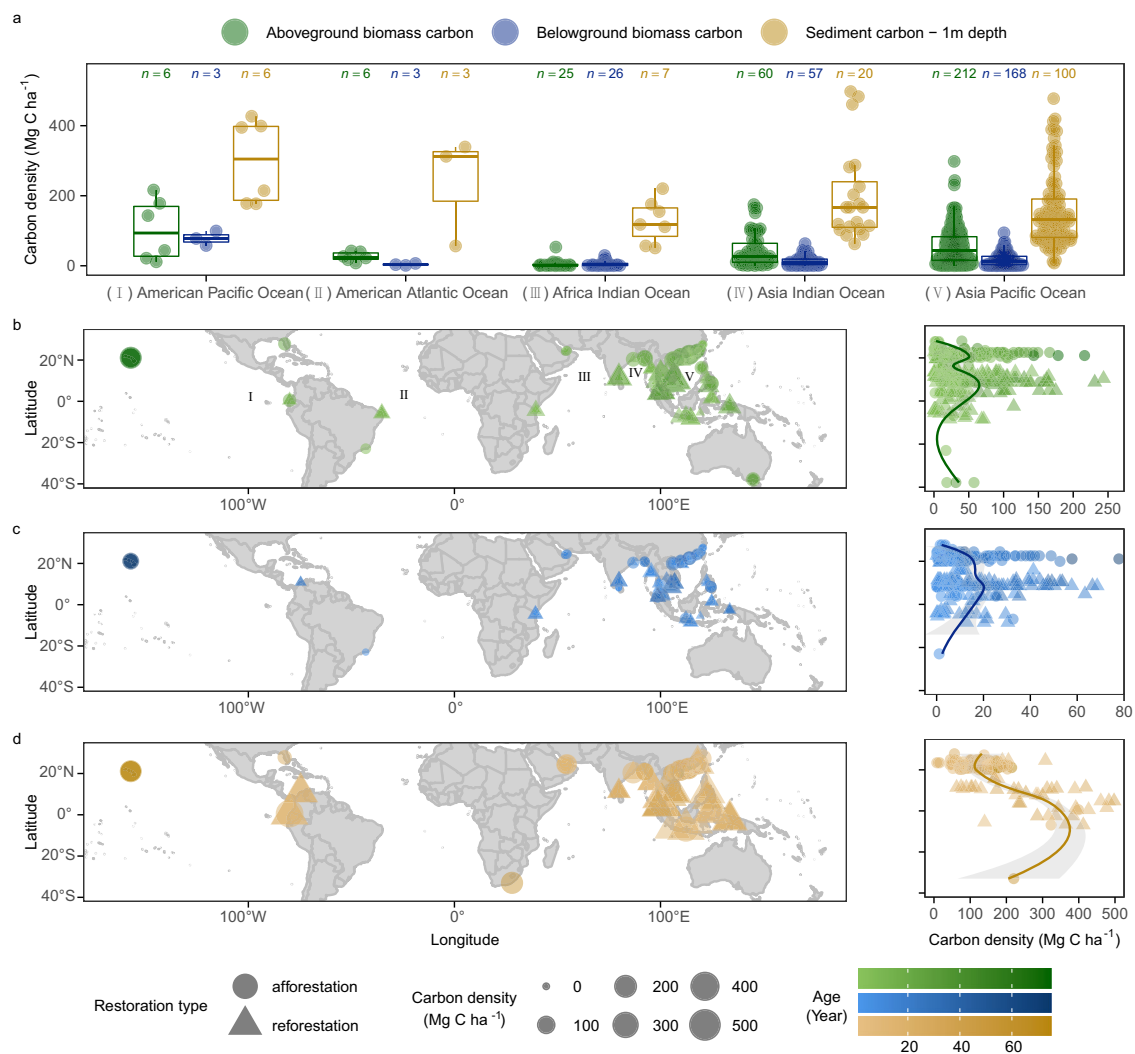 a
Aboveground biomass carbon
Belowground biomass carbon
Sediment carbon − 1m depth
n = 6
n = 3
n = 6
n = 6
n = 3
n = 3
n = 25
n = 26
n = 7
n = 60
n = 57
n = 20
n = 212
n = 168
n = 100
Carbon density (Mg C ha⁻¹)
400
200
0
(Ⅰ) American Pacific Ocean
(Ⅱ) American Atlantic Ocean
(Ⅲ) Africa Indian Ocean
(Ⅳ) Asia Indian Ocean
(Ⅴ) Asia Pacific Ocean
b
Latitude
20°N
0°
20°S
40°S
I
II
III
IV
V
100°W
0°
100°E
0
50
100
150
200
250
c
Latitude
20°N
0°
20°S
40°S
100°W
0°
100°E
0
20
40
60
80
d
Latitude
20°N
0°
20°S
40°S
100°W
0°
100°E
Longitude
0
100
200
300
400
500
Carbon density (Mg C ha⁻¹)
Restoration type
afforestation
reforestation
Carbon density
(Mg C ha⁻¹)
0
200
400
100
300
500
Age
(Year)
20
40
60